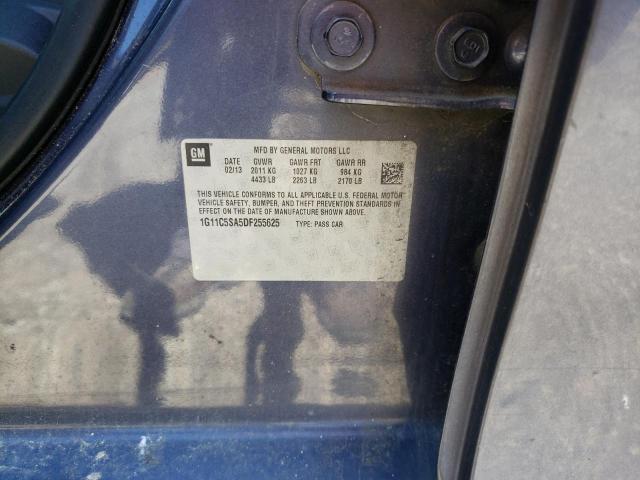 GM
MFD BY GENERAL MOTORS LLC
DATE GVWR GAWR FRT GAWR RR
02/13 2011 KG 1027 KG 984 KG
4433 LB 2263 LB 2170 LB
THIS VEHICLE CONFORMS TO ALL APPLICABLE U.S. FEDERAL MOTOR
VEHICLE SAFETY, BUMPER, AND THEFT PREVENTION STANDARDS
IN EFFECT ON THE DATE OF MANUFACTURE SHOWN ABOVE.
1G11C5SA5DF255625 TYPE: PASS CAR